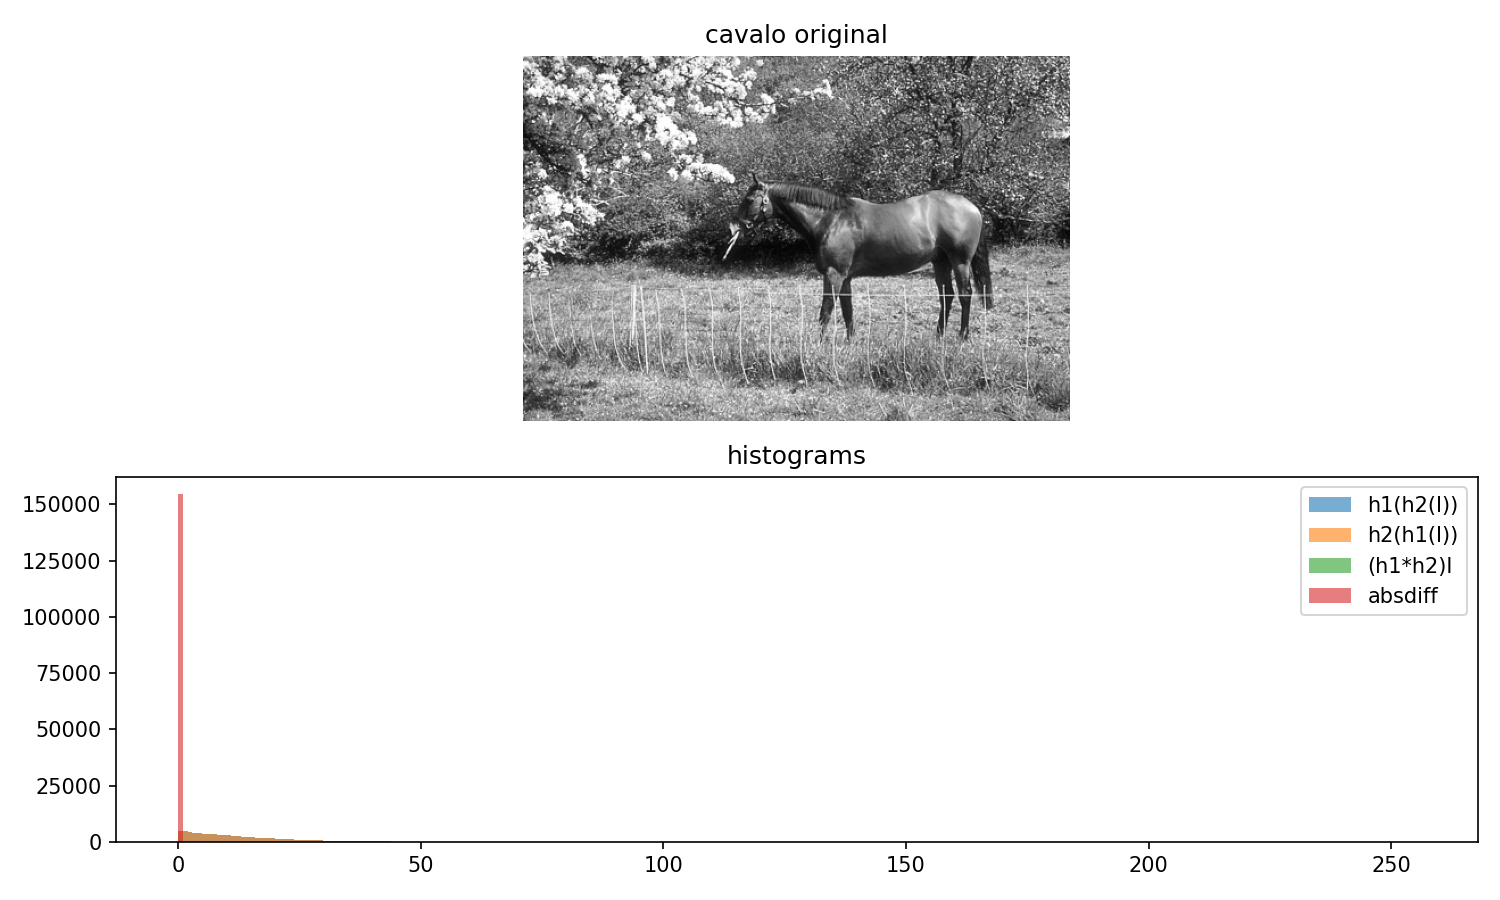 cavalo original
histograms
150000
125000
100000
75000
50000
25000
0
h1(h2(I))
h2(h1(I))
(h1*h2)I
absdiff
0 50 100 150 200 250